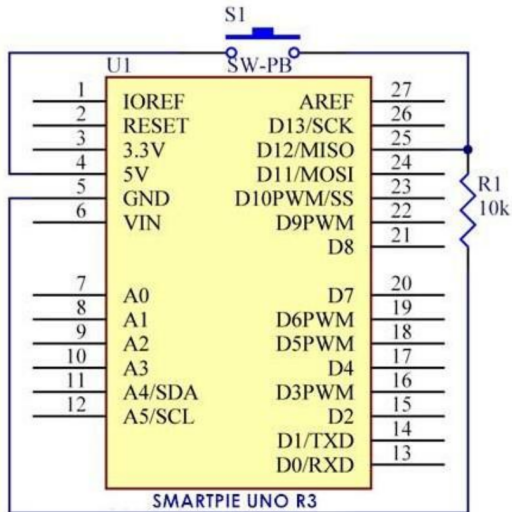 S1
SW-PB
U1
1 IOREF AREF 27
2 RESET D13/SCK 26
3 3.3V D12/MISO 25
4 5V D11/MOSI 24
5 GND D10PWM/SS 23
6 VIN D9PWM 22
D8 21
R1
10k
7 A0 D7 20
8 A1 D6PWM 19
9 A2 D5PWM 18
10 A3 D4 17
11 A4/SDA D3PWM 16
12 A5/SCL D2 15
D1/TXD 14
D0/RXD 13
SMARTPIE UNO R3